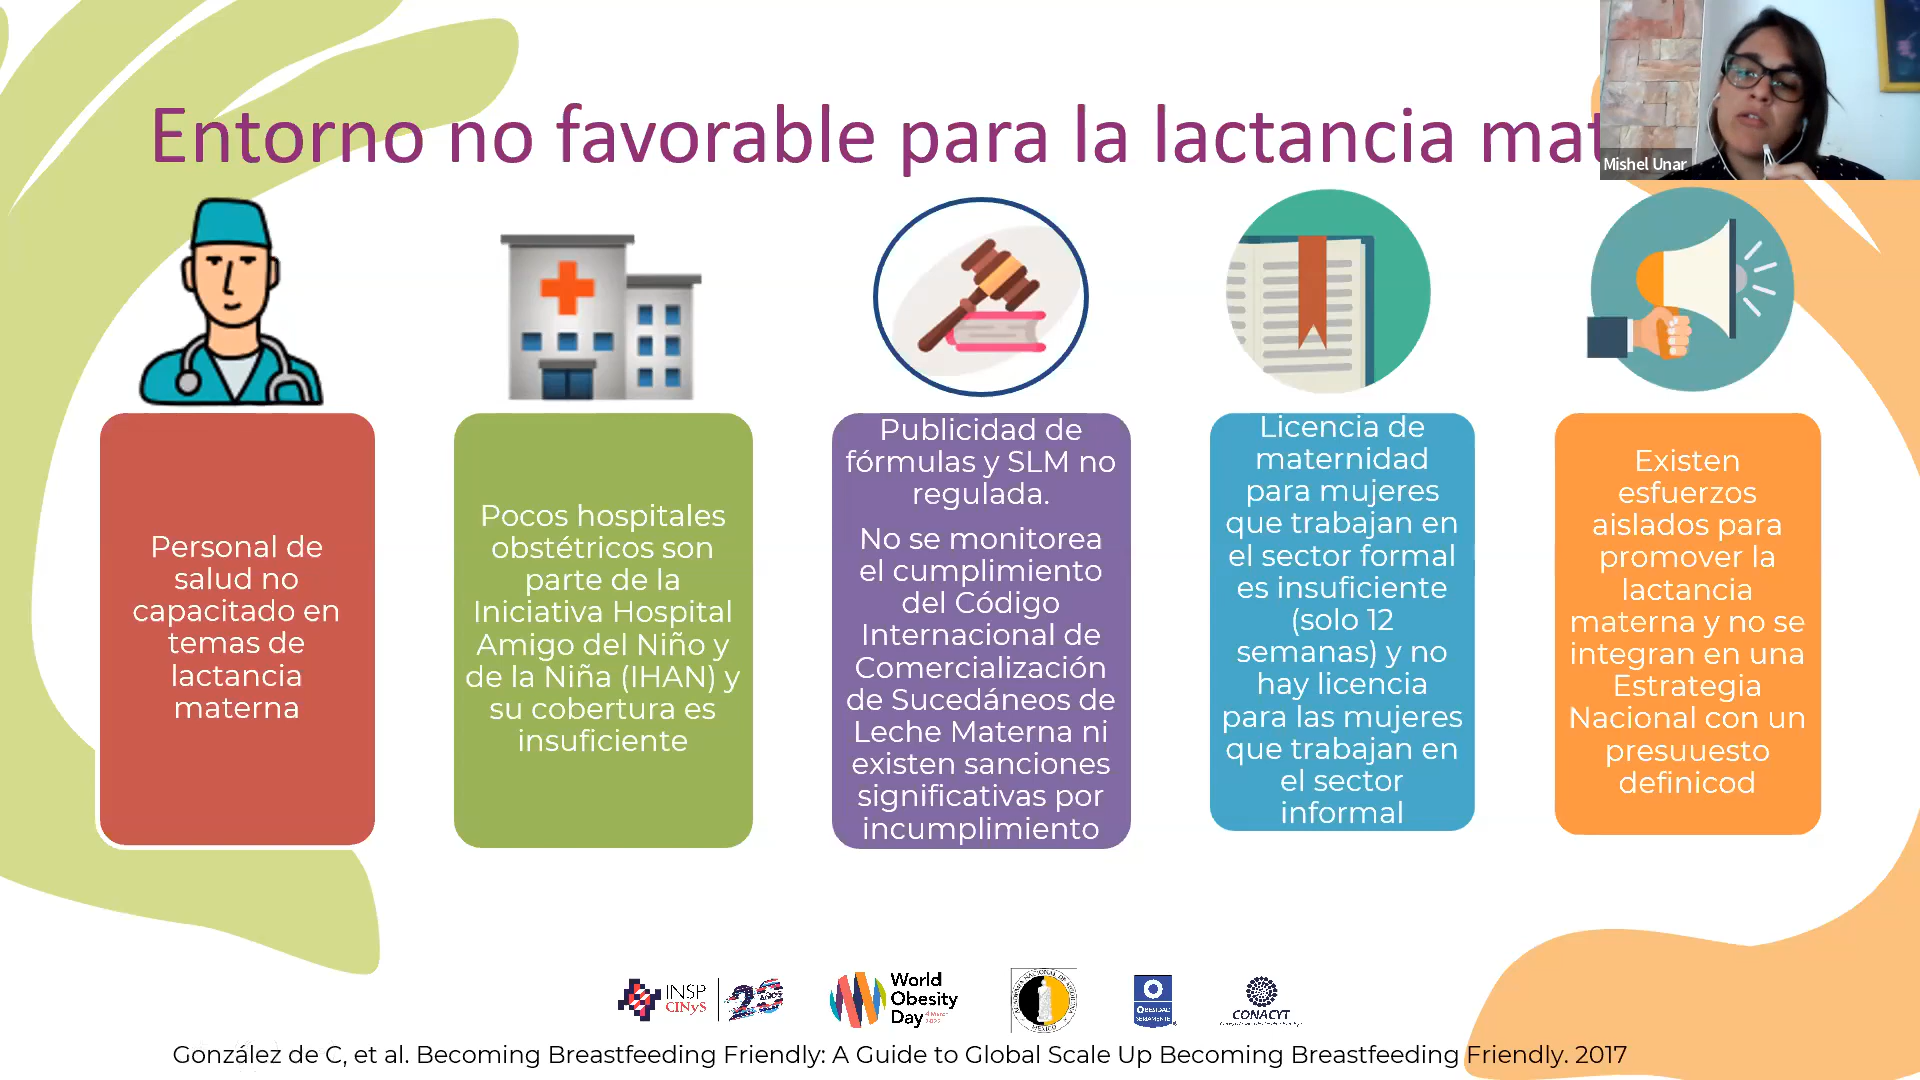 Entorno no favorable para la lactancia mat
Mishel Unar
Personal de
salud no
capacitado en
temas de
lactancia
materna
Pocos hospitales
obstétricos son
parte de la
Iniciativa Hospital
Amigo del Niño y
de la Niña (IHAN) y
su cobertura es
insuficiente
Publicidad de
fórmulas y SLM no
regulada.
No se monitorea
el cumplimiento
del Código
Internacional de
Comercialización
de Sucedáneos de
Leche Materna ni
existen sanciones
significativas por
incumplimiento
Licencia de
maternidad
para mujeres
que trabajan en
el sector formal
es insuficiente
(solo 12
semanas) y no
hay licencia
para las mujeres
que trabajan en
el sector
informal
Existen
esfuerzos
aislados para
promover la
lactancia
materna y no se
integran en una
Estrategia
Nacional con un
presuuesto
definicod
INSP
CINyS
25
AÑOS
World
Obesity
Day
OBESIDAD
SERIAMENTE
CONACYT
González de C, et al. Becoming Breastfeeding Friendly: A Guide to Global Scale Up Becoming Breastfeeding Friendly. 2017